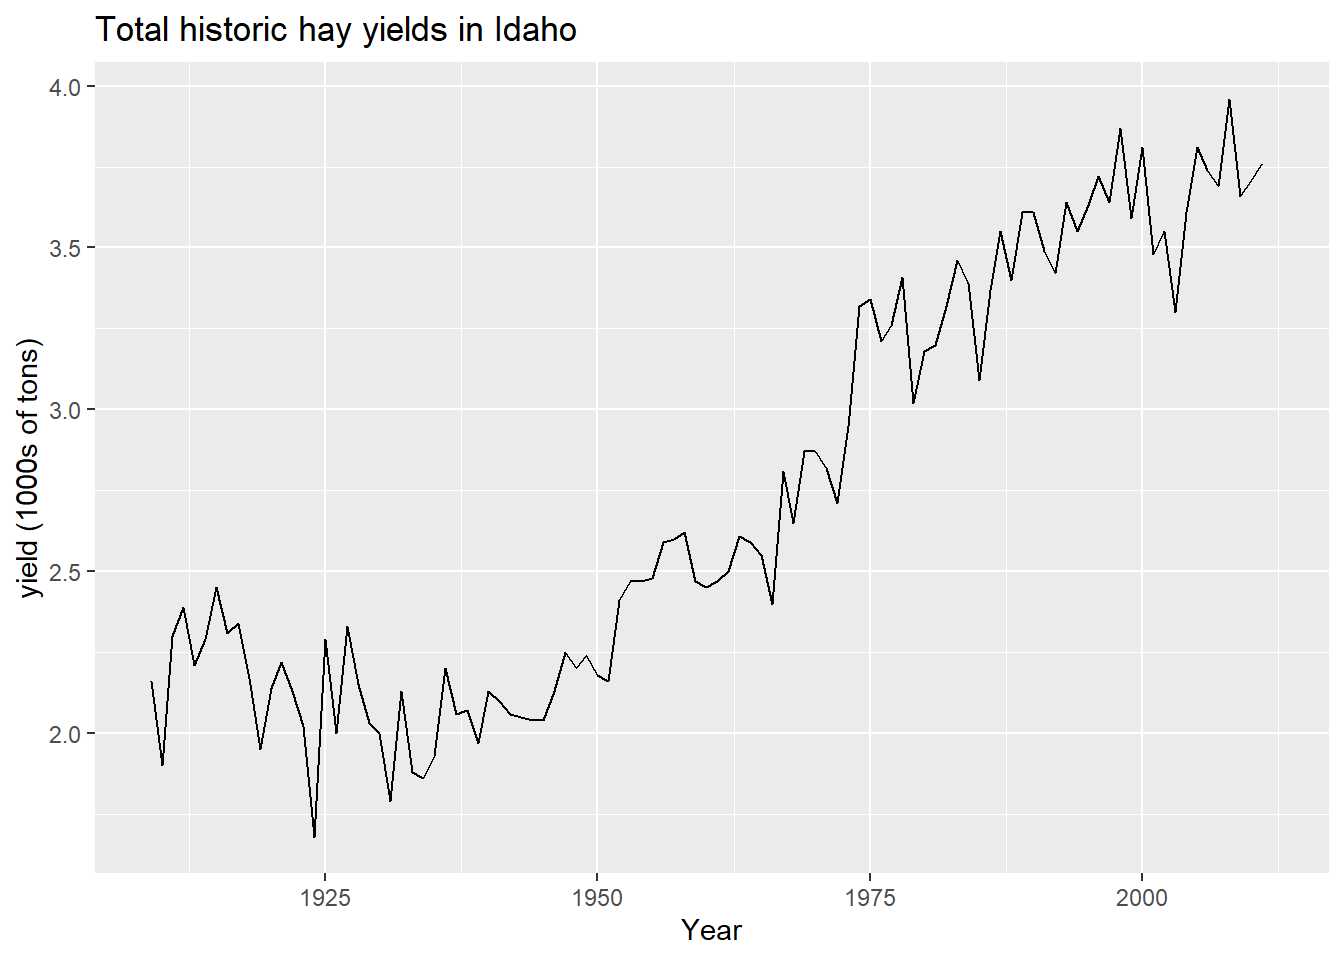 Total historic hay yields in Idaho
4.0
3.5
3.0
2.5
2.0
yield (1000s of tons)
1925 1950 1975 2000
Year